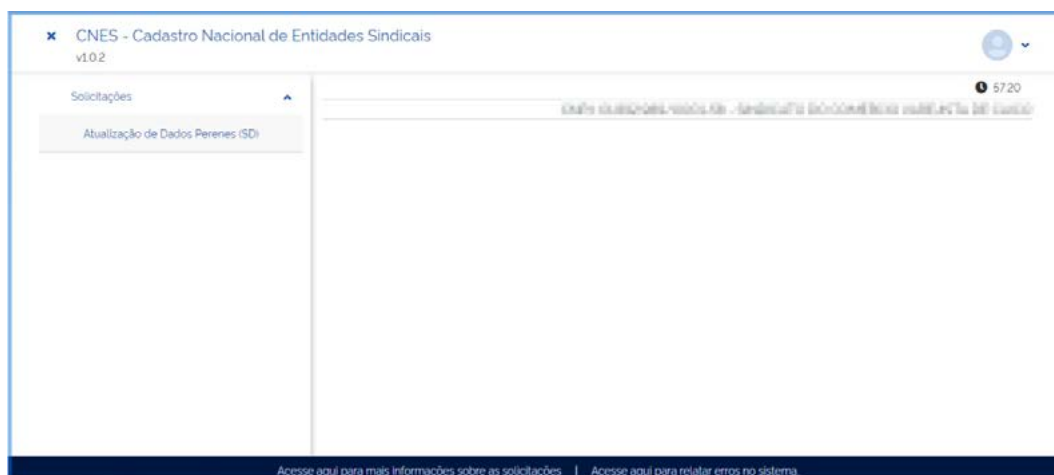 CNES - Cadastro Nacional de Entidades Sindicais
v1.0.2
Solicitações
57:20
Atualização de Dados Perenes (SD)
Acesse aqui para mais informações sobre as solicitações | Acesse aqui para relatar erros no sistema.